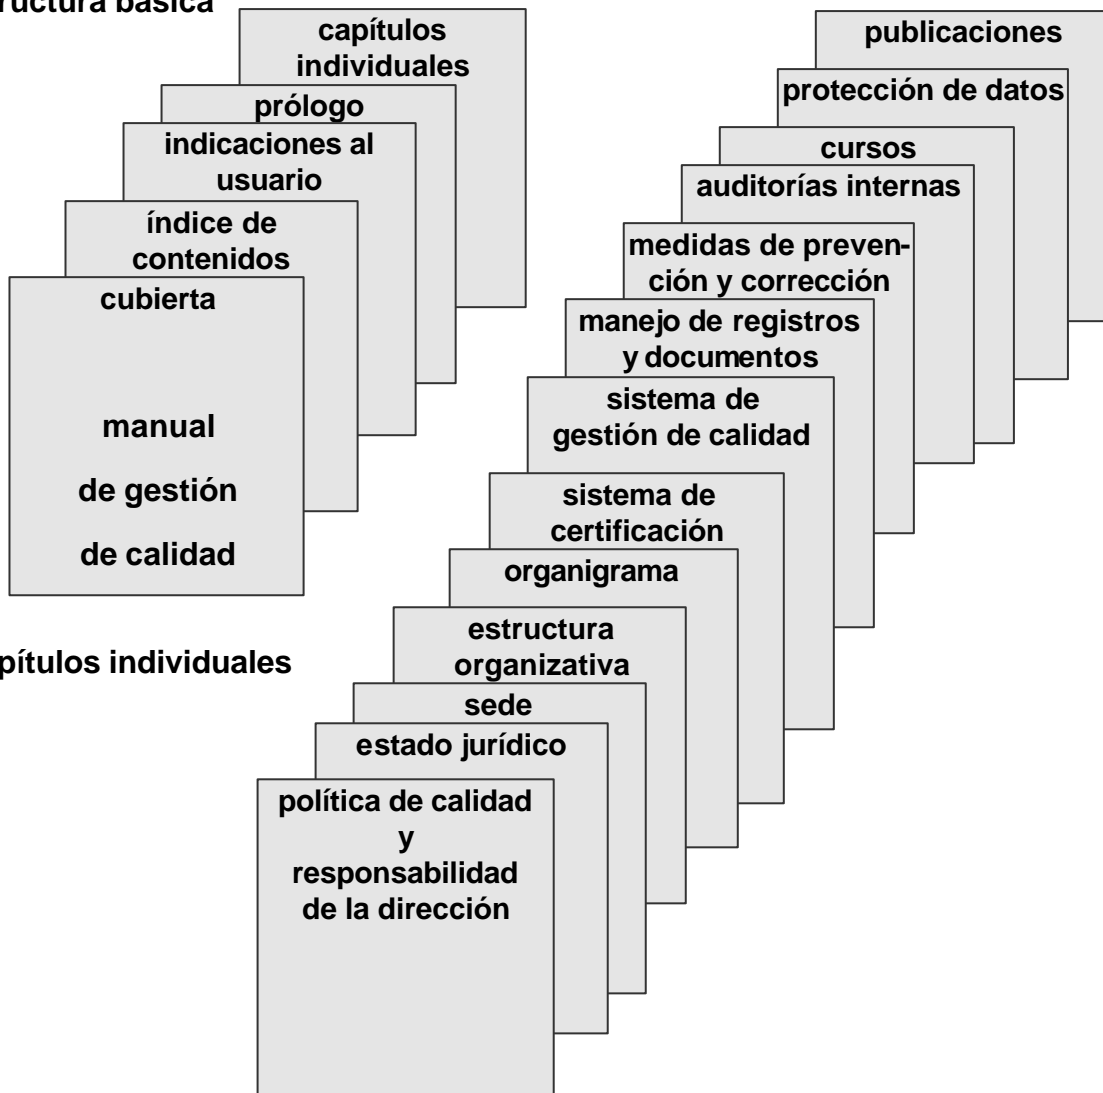 ructura básica
capítulos
individuales
prólogo
indicaciones al
usuario
índice de
contenidos
cubierta
manual
de gestión
de calidad
pítulos individuales
publicaciones
protección de datos
cursos
auditorías internas
medidas de preven-
ción y corrección
manejo de registros
y documentos
sistema de
gestión de calidad
sistema de
certificación
organigrama
estructura
organizativa
sede
estado jurídico
política de calidad
y
responsabilidad
de la dirección